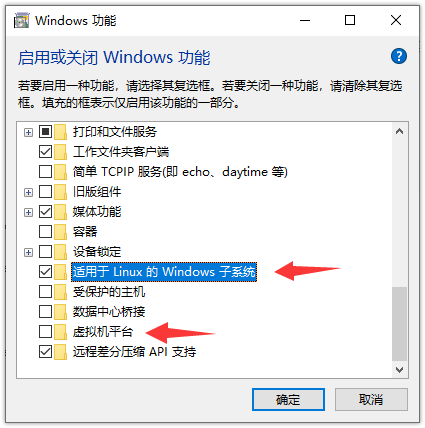 Windows 功能
启用或关闭 Windows 功能
若要启用一种功能，请选择其复选框。若要关闭一种功能，请清除其复选
框。填充的框表示仅启用该功能的一部分。
打印和文件服务
工作文件夹客户端
简单 TCPIP 服务(即 echo、daytime 等)
旧版组件
媒体功能
容器
设备锁定
适用于 Linux 的 Windows 子系统
受保护的主机
数据中心桥接
虚拟机平台
远程差分压缩 API 支持
确定
取消